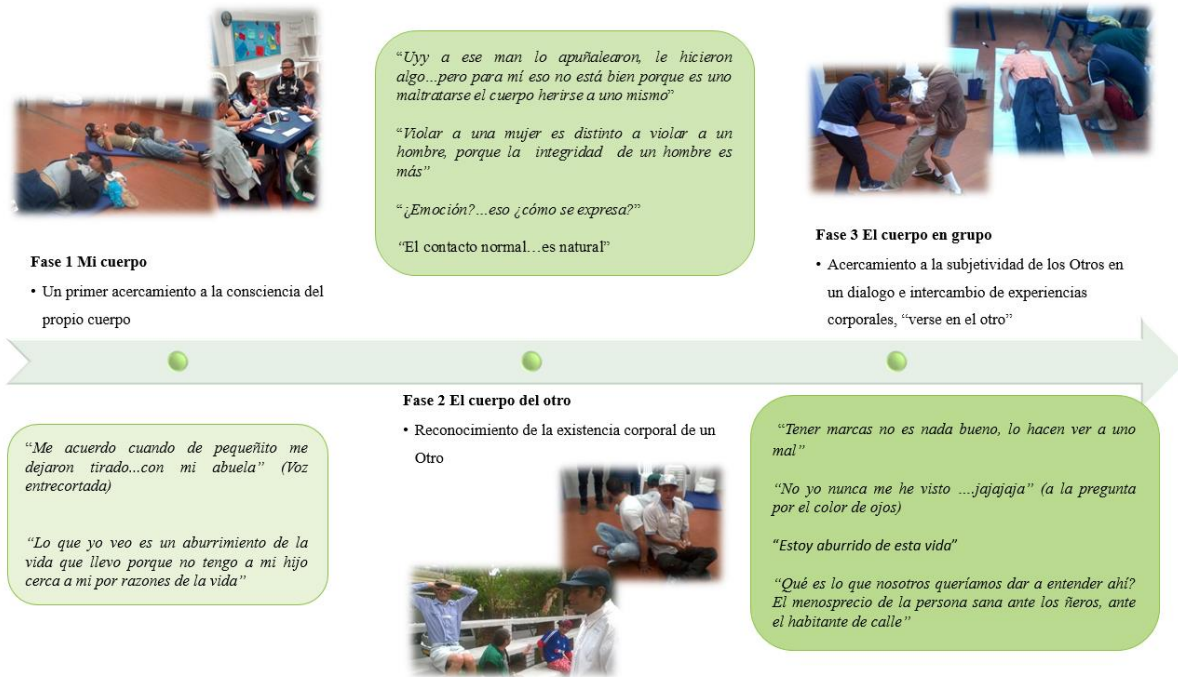 “Uyy a ese man lo apuñalearon, le hicieron
algo...pero para mí eso no está bien porque es uno
maltratarse el cuerpo herirse a uno mismo”
“Violar a una mujer es distinto a violar a un
hombre, porque la integridad de un hombre es
más”
“¿Emoción?...eso ¿cómo se expresa?”
“El contacto normal…es natural”
Fase 1 Mi cuerpo
• Un primer acercamiento a la consciencia del
propio cuerpo
Fase 3 El cuerpo en grupo
• Acercamiento a la subjetividad de los Otros en
un dialogo e intercambio de experiencias
corporales, “verse en el otro”
“Me acuerdo cuando de pequeñito me
dejaron tirado...con mi abuela” (Voz
entrecortada)
“Lo que yo veo es un aburrimiento de la
vida que llevo porque no tengo a mi hijo
cerca a mi por razones de la vida”
Fase 2 El cuerpo del otro
• Reconocimiento de la existencia corporal de un
Otro
“Tener marcas no es nada bueno, lo hacen ver a uno
mal”
“No yo nunca me he visto ....jajajaja” (a la pregunta
por el color de ojos)
“Estoy aburrido de esta vida”
“Qué es lo que nosotros queríamos dar a entender ahí?
El menosprecio de la persona sana ante los ñeros, ante
el habitante de calle”